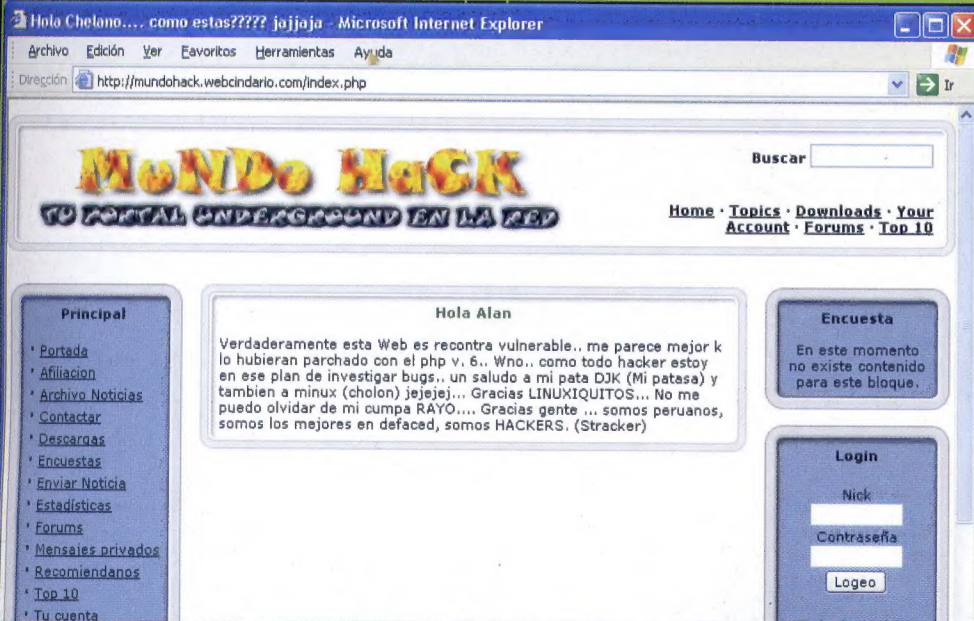 Hola Chelano.... como estas????? jajjaja - Microsoft Internet Explorer
Archivo Edición Ver Favoritos Herramientas Ayuda
Dirección http://mundohack.webcindario.com/index.php Ir
MuNDo HaCK
TU PORTAL UNDERGROUND EN LA RED
Buscar
Home · Topics · Downloads · Your
Account · Forums · Top 10
Principal
Portada
Afiliacion
Archivo Noticias
Contactar
Descargas
Encuestas
Enviar Noticia
Estadísticas
Forums
Mensajes privados
Recomiendanos
Top 10
Tu cuenta
Hola Alan
Verdaderamente esta Web es recontra vulnerable.. me parece mejor k
lo hubieran parchado con el php v. 6.. Wno.. como todo hacker estoy
en ese plan de investigar bugs.. un saludo a mi pata DJK (Mi patasa) y
tambien a minux (cholon) jejejej... Gracias LINUXIQUITOS... No me
puedo olvidar de mi cumpa RAYO.... Gracias gente ... somos peruanos,
somos los mejores en defaced, somos HACKERS. (Stracker)
Encuesta
En este momento
no existe contenido
para este bloque.
Login
Nick
Contraseña
Logeo